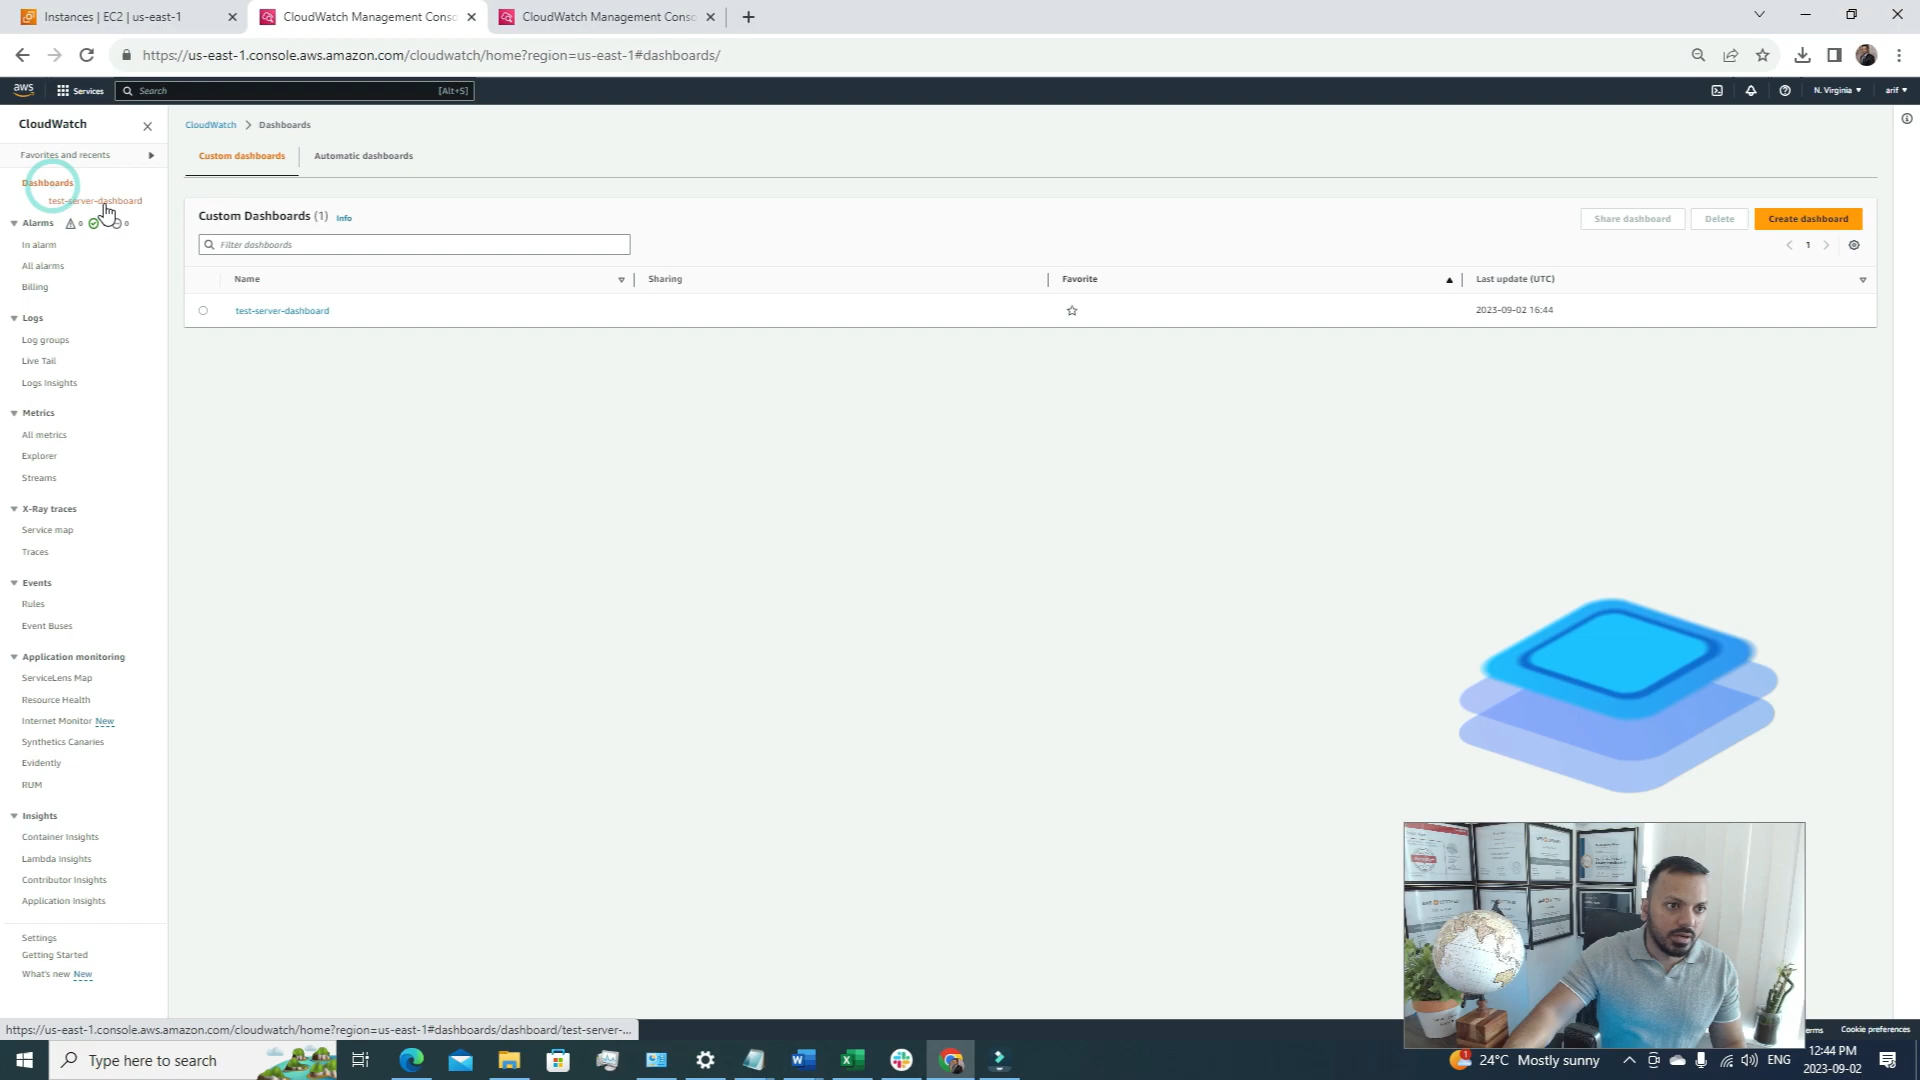 Instances | EC2 | us-east-1
CloudWatch Management Conso
CloudWatch Management Conso
https://us-east-1.console.aws.amazon.com/cloudwatch/home?region=us-east-1#dashboards/
aws
Services
Search
[Alt+S]
N. Virginia
arif
CloudWatch
CloudWatch > Dashboards
Favorites and recents
Custom dashboards
Automatic dashboards
Dashboards
test-server-dashboard
Alarms 0 0
In alarm
All alarms
Billing
Logs
Log groups
Live Tail
Logs Insights
Metrics
All metrics
Explorer
Streams
X-Ray traces
Service map
Traces
Events
Rules
Event Buses
Application monitoring
ServiceLens Map
Resource Health
Internet Monitor New
Synthetics Canaries
Evidently
RUM
Insights
Container Insights
Lambda Insights
Contributor Insights
Application Insights
Settings
Getting Started
What's new New
Custom Dashboards (1) Info
Share dashboard
Delete
Create dashboard
Filter dashboards
1
Name
Sharing
Favorite
Last update (UTC)
test-server-dashboard
2023-09-02 16:44
https://us-east-1.console.aws.amazon.com/cloudwatch/home?region=us-east-1#dashboards/dashboard/test-server-...
erms
Cookie preferences
Type here to search
24°C Mostly sunny
ENG
12:44 PM
2023-09-02